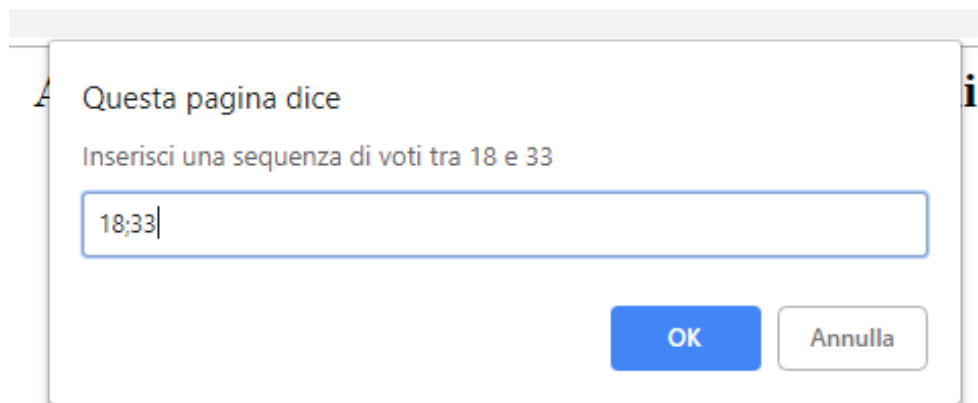 A
i
Questa pagina dice
Inserisci una sequenza di voti tra 18 e 33
18;33
OK
Annulla